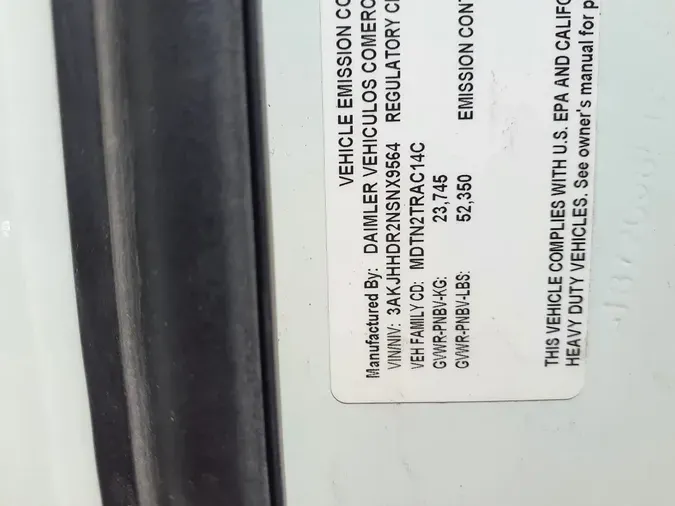 VEHICLE EMISSION CO
Manufactured By: DAIMLER VEHICULOS COMERC
VIN/NIV: 3AKJHHDR2NSNX9564 REGULATORY CL
VEH FAMILY CD: MDTN2TRAC14C
GVWR-PNBV-KG: 23,745 EMISSION CONT
GVWR-PNBV-LBS: 52,350
THIS VEHICLE COMPLIES WITH U.S. EPA AND CALIFO
HEAVY DUTY VEHICLES. See owner's manual for p